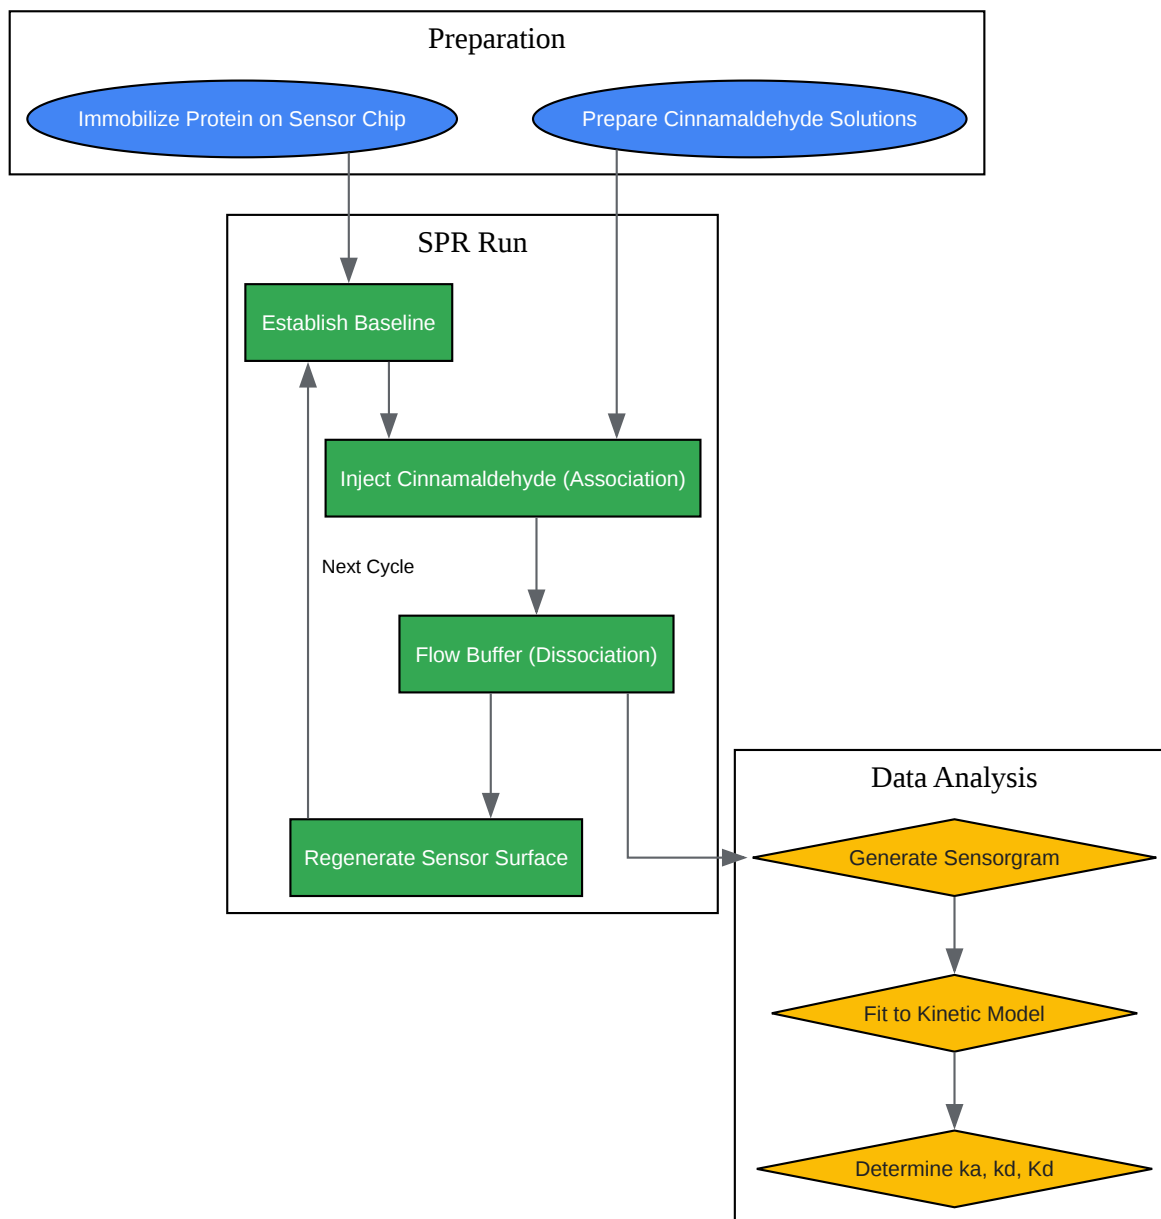 Preparation
Immobilize Protein on Sensor Chip
Prepare Cinnamaldehyde Solutions
SPR Run
Establish Baseline
Inject Cinnamaldehyde (Association)
Next Cycle
Flow Buffer (Dissociation)
Regenerate Sensor Surface
Data Analysis
Generate Sensorgram
Fit to Kinetic Model
Determine ka, kd, Kd